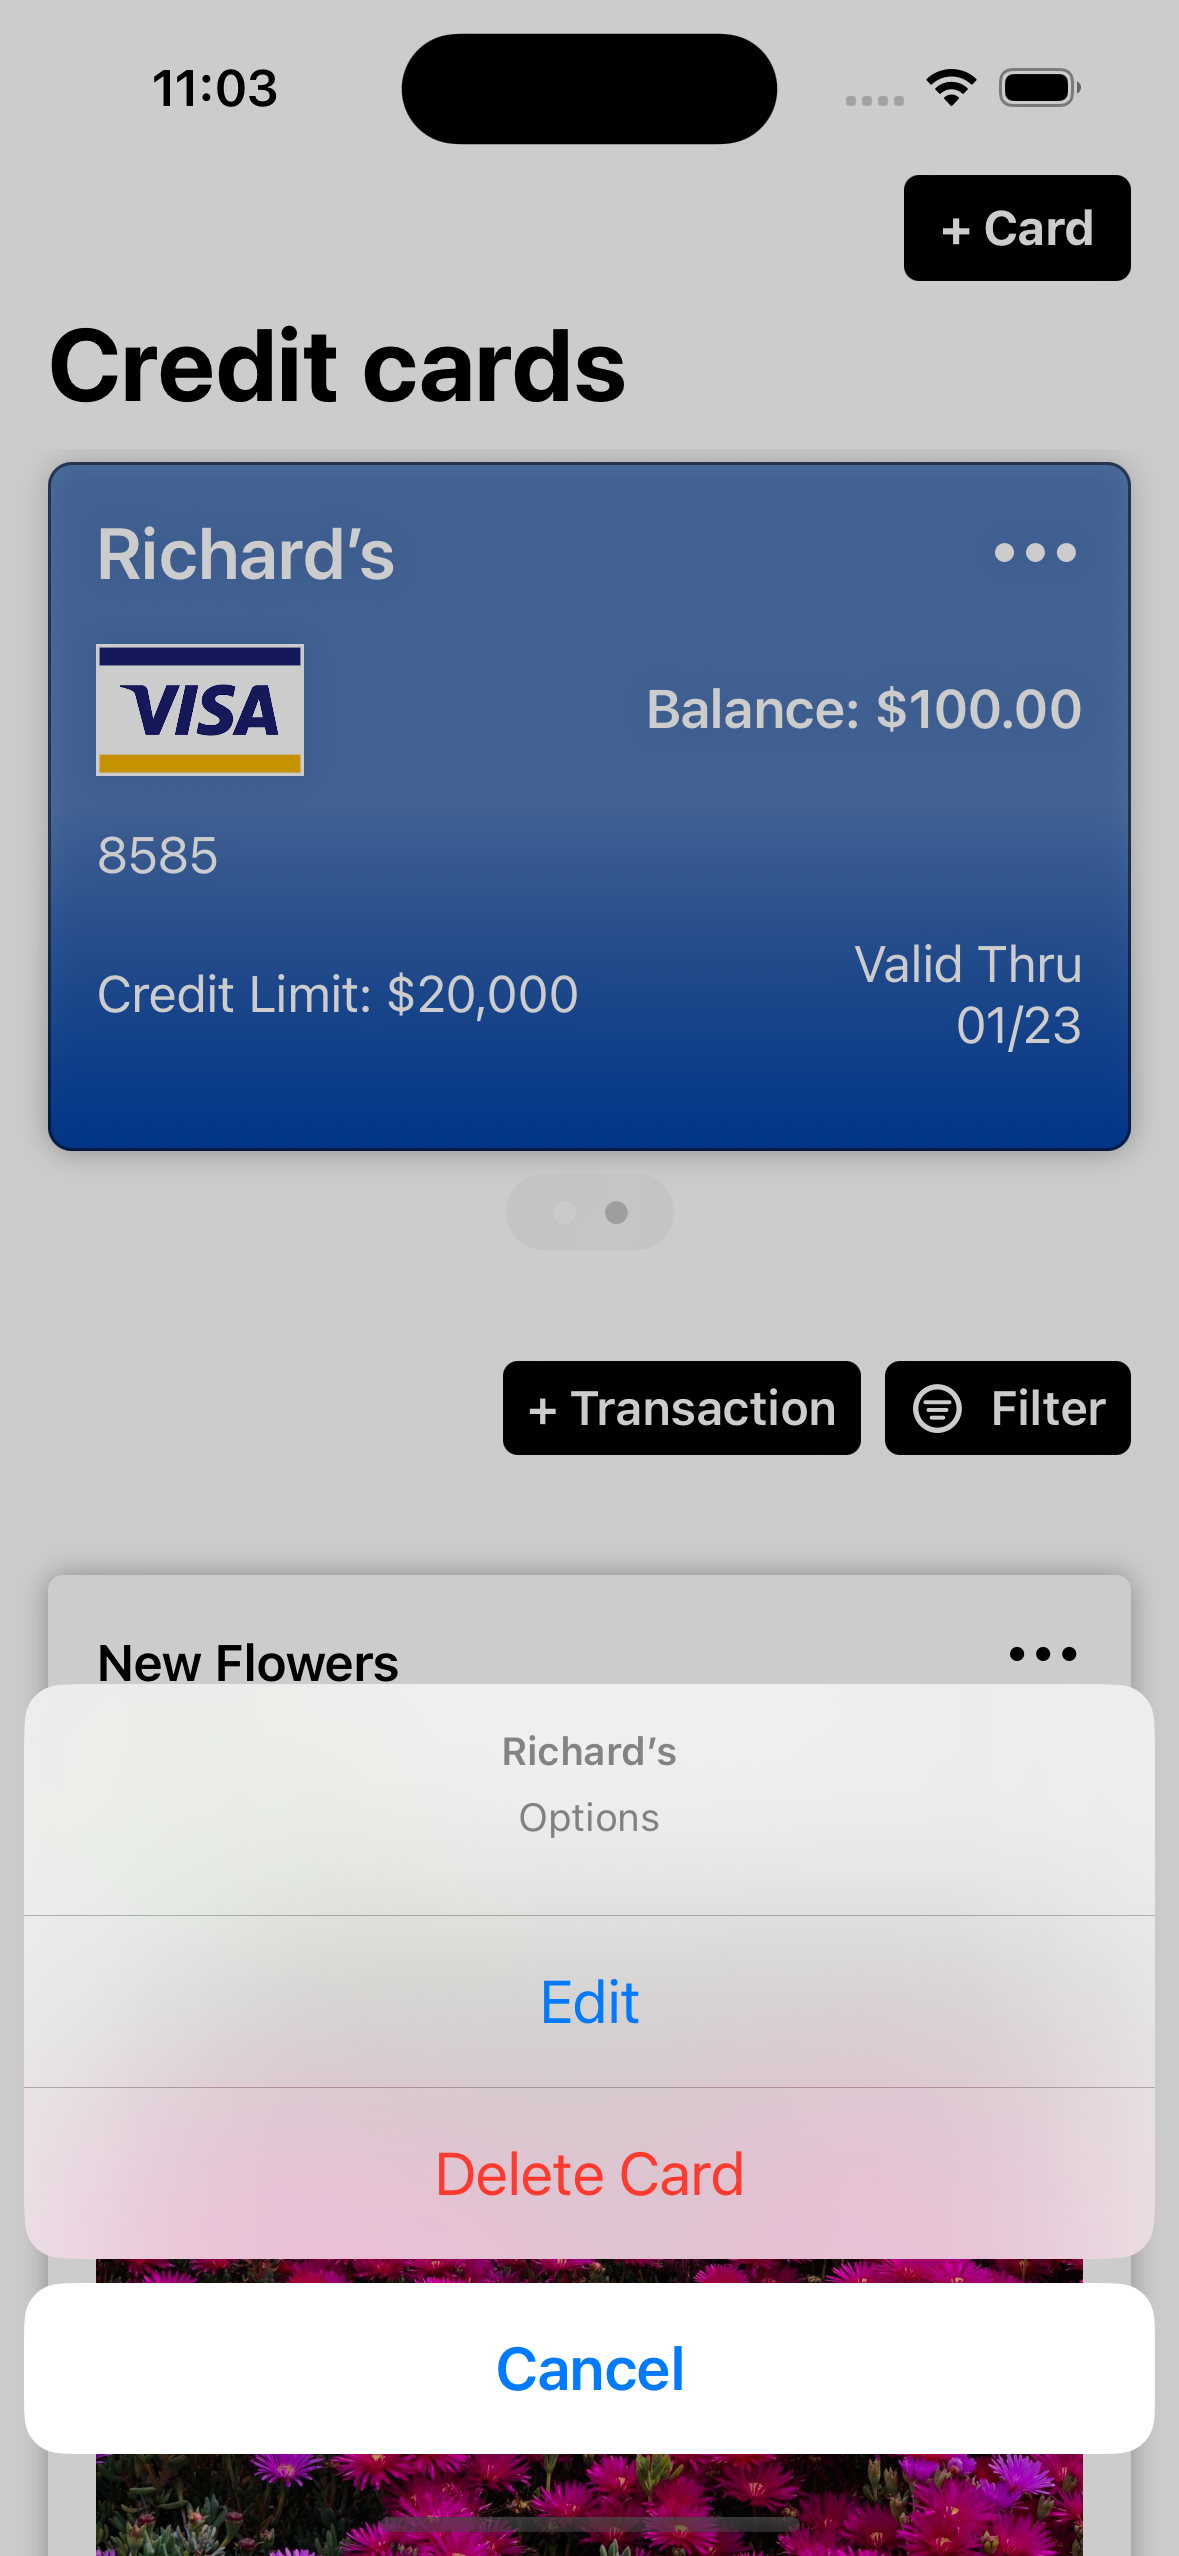 11:03
+ Card
Credit cards
Richard’s
VISA
Balance: $100.00
8585
Credit Limit: $20,000
Valid Thru
01/23
+ Transaction
Filter
New Flowers
Richard’s
Options
Edit
Delete Card
Cancel